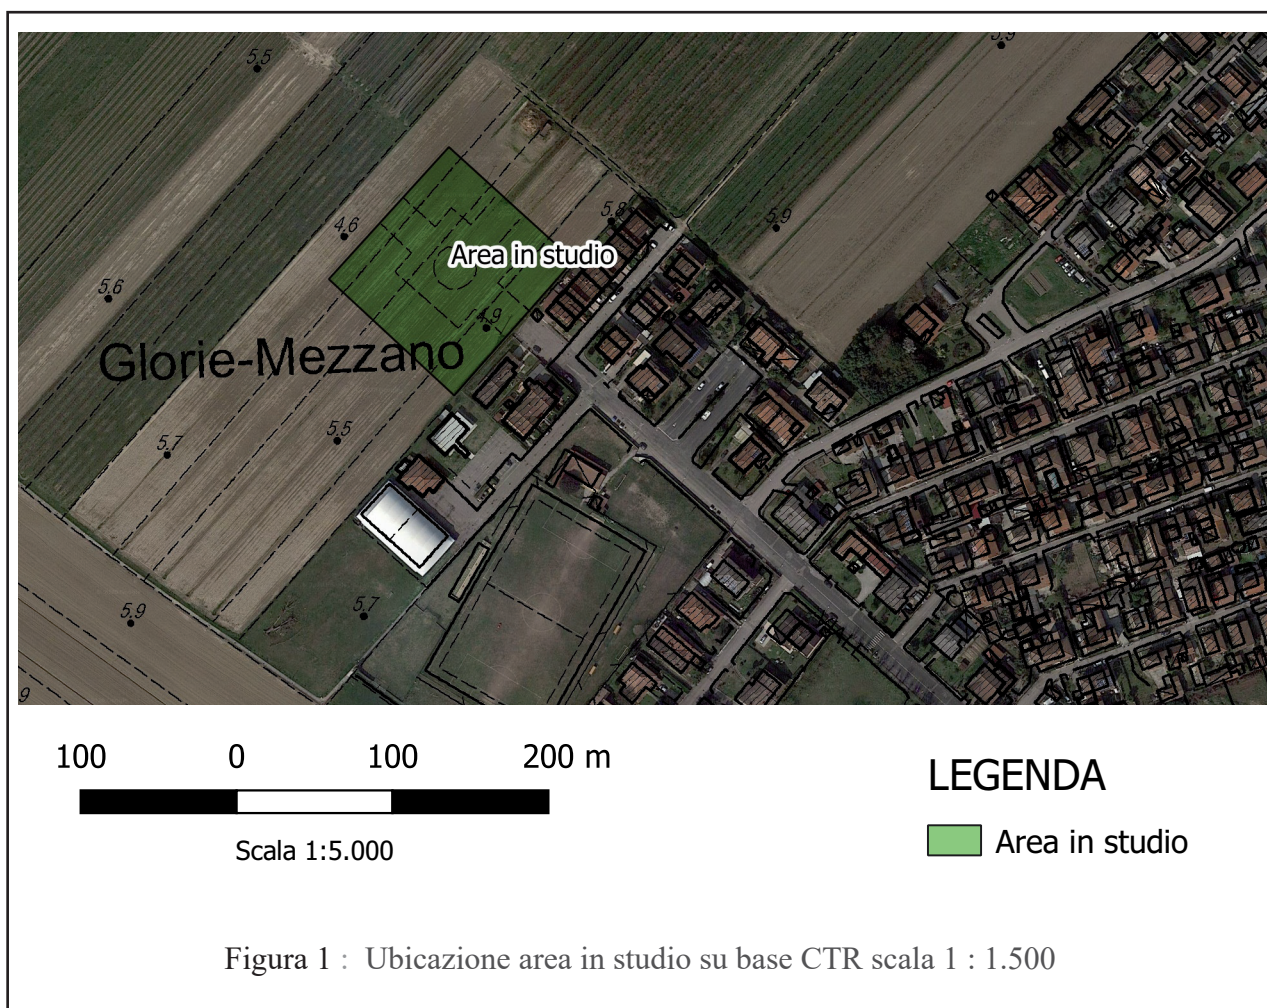 5,5
5,9
4,6
5,8
5,9
Area in studio
5,6
4,9
Glorie-Mezzano
5,5
5,7
5,9
5,7
9
100 0 100 200 m
Scala 1:5.000
LEGENDA
Area in studio
Figura 1 : Ubicazione area in studio su base CTR scala 1 : 1.500